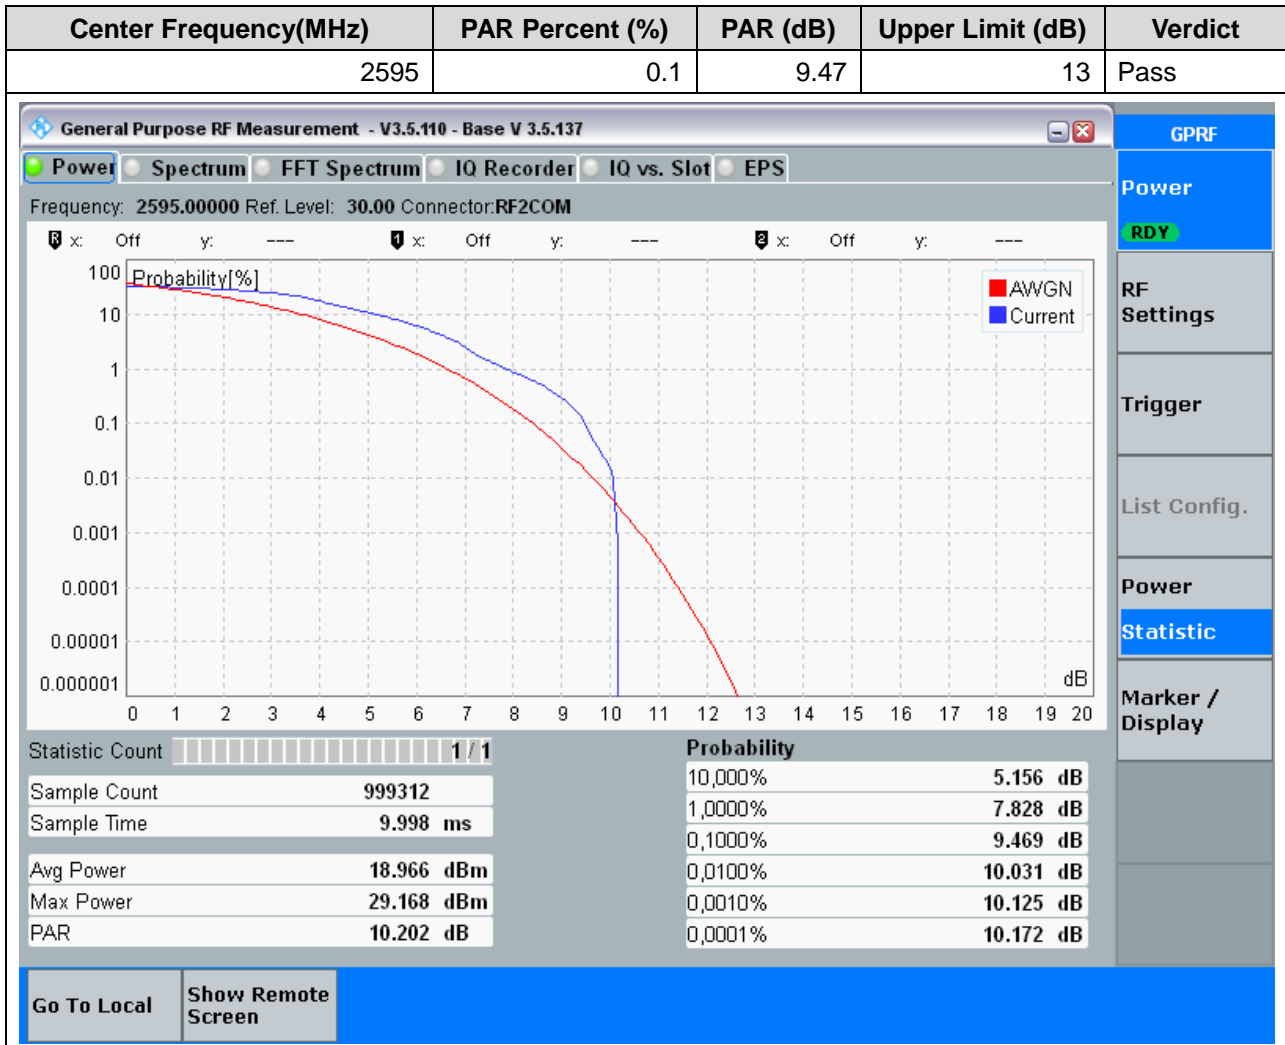 Center Frequency(MHz) PAR Percent (%) PAR (dB) Upper Limit (dB) Verdict
2595 0.1 9.47 13 Pass
General Purpose RF Measurement - V3.5.110 - Base V 3.5.137
Power Spectrum FFT Spectrum IQ Recorder IQ vs. Slot EPS
Frequency: 2595.00000 Ref. Level: 30.00 Connector:RF2COM
R x: Off y: --- 1 x: Off y: --- 2 x: Off y: ---
Probability[%]
AWGN
Current
100
10
1
0.1
0.01
0.001
0.0001
0.00001
0.000001
dB
0 1 2 3 4 5 6 7 8 9 10 11 12 13 14 15 16 17 18 19 20
Statistic Count 1 / 1
Sample Count 999312
Sample Time 9.998 ms
Avg Power 18.966 dBm
Max Power 29.168 dBm
PAR 10.202 dB
Probability
10,000% 5.156 dB
1,0000% 7.828 dB
0,1000% 9.469 dB
0,0100% 10.031 dB
0,0010% 10.125 dB
0,0001% 10.172 dB
GPRF
Power
RDY
RF
Settings
Trigger
List Config.
Power
Statistic
Marker /
Display
Go To Local
Show Remote
Screen